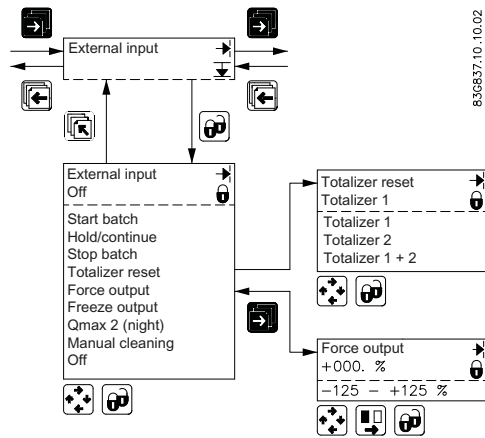 External input
83G837.10.10.02
External input
Off
Start batch
Hold/continue
Stop batch
Totalizer reset
Force output
Freeze output
Qmax 2 (night)
Manual cleaning
Off
Totalizer reset
Totalizer 1
Totalizer 1
Totalizer 2
Totalizer 1 + 2
Force output
+000. %
-125 - +125 %